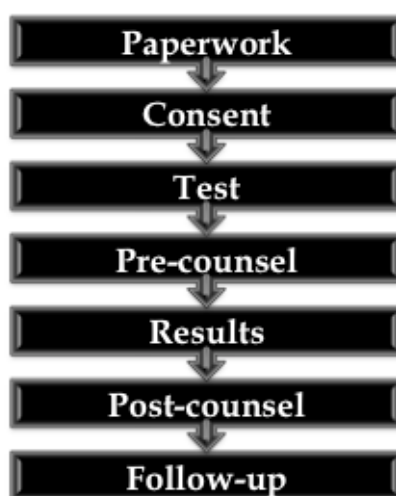 Paperwork
Consent
Test
Pre-counsel
Results
Post-counsel
Follow-up